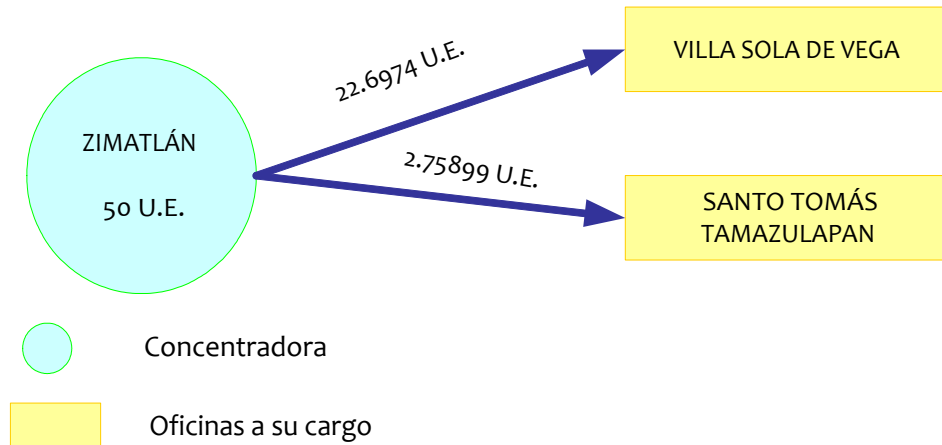 22.6974 U.E.
VILLA SOLA DE VEGA
ZIMATLÁN
50 U.E.
2.75899 U.E.
SANTO TOMÁS
TAMAZULAPAN
Concentradora
Oficinas a su cargo